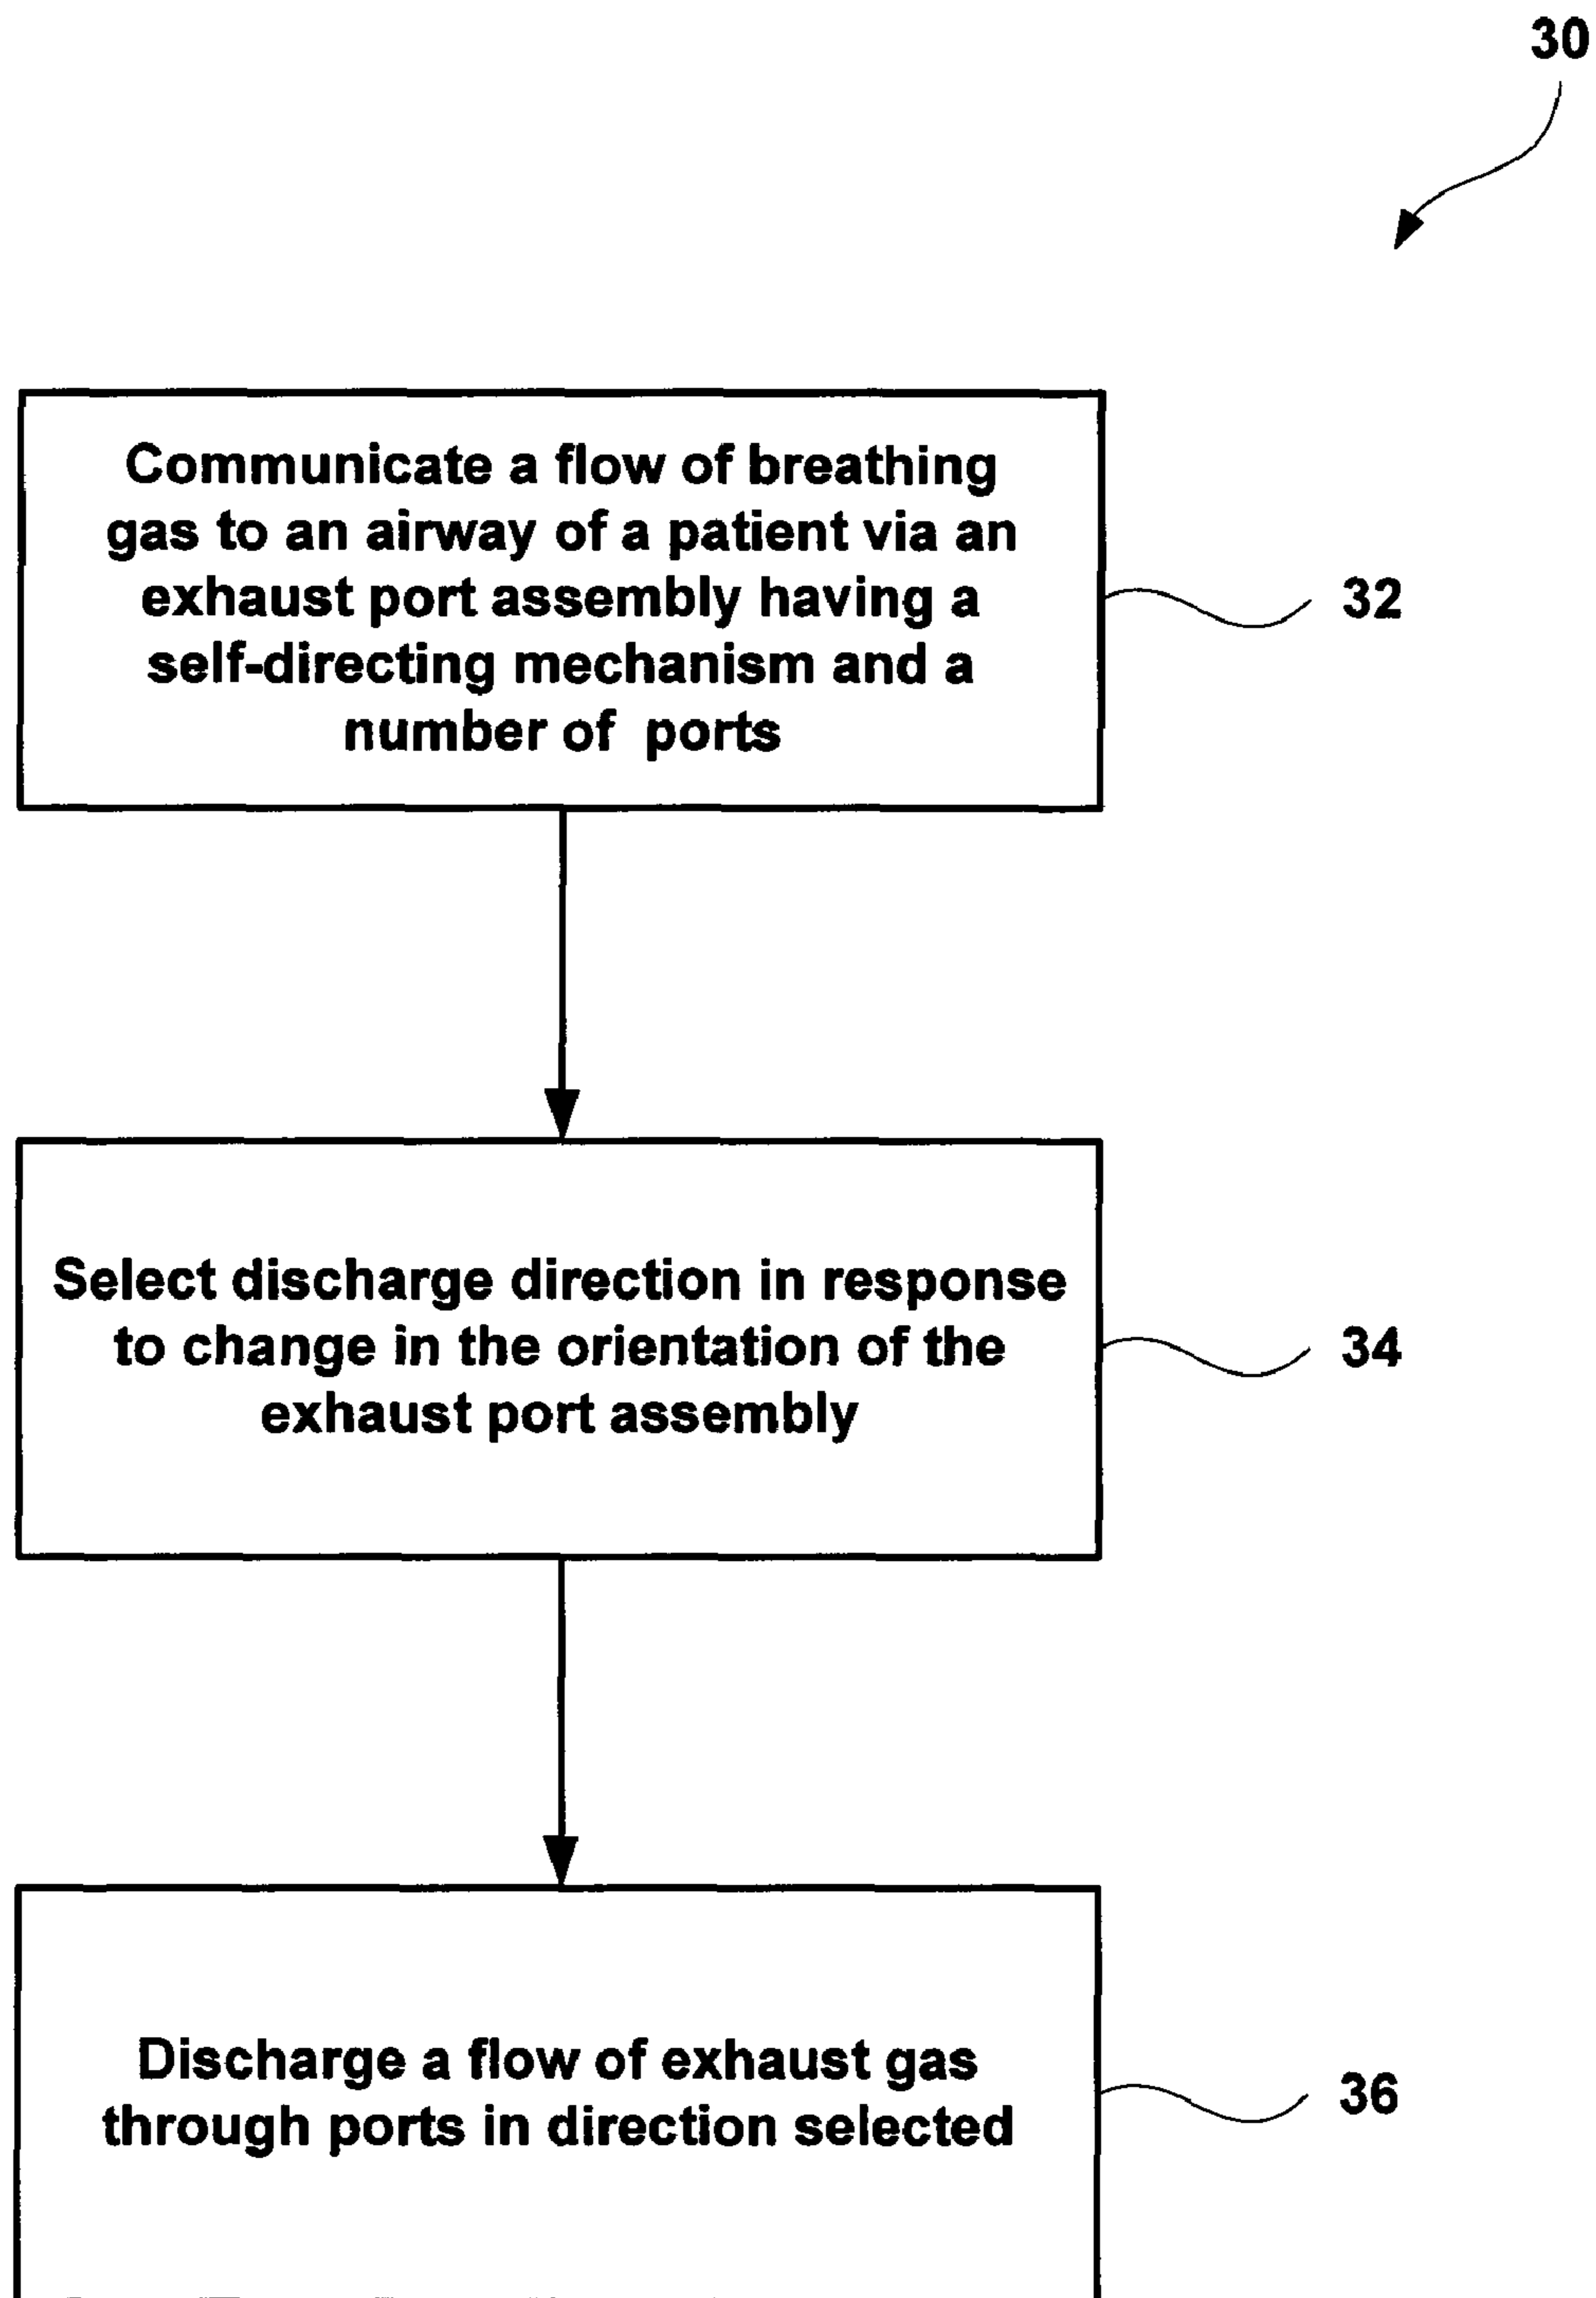 30
Communicate a flow of breathing
gas to an airway of a patient via an
exhaust port assembly having a
self-directing mechanism and a
number of ports
32
Select discharge direction in response
to change in the orientation of the
exhaust port assembly
34
Discharge a flow of exhaust gas
through ports in direction selected
36